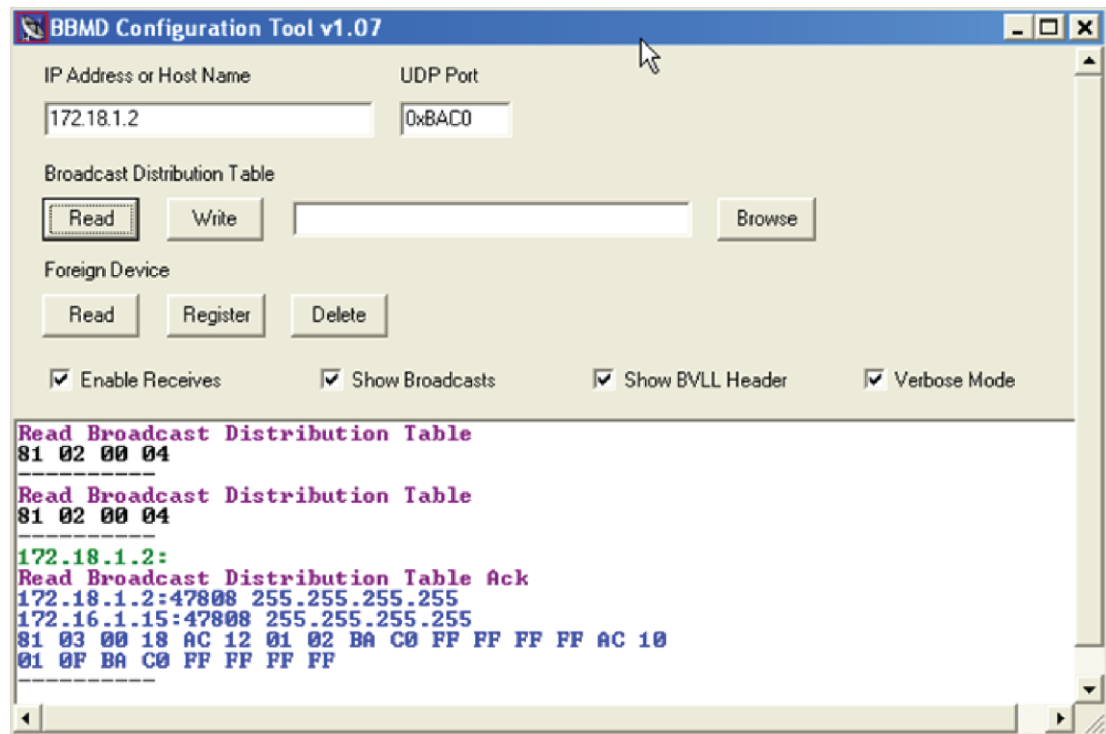 BBMD Configuration Tool v1.07
IP Address or Host Name UDP Port
172.18.1.2 0xBAC0
Broadcast Distribution Table
Read Write Browse
Foreign Device
Read Register Delete
Enable Receives Show Broadcasts Show BVLL Header Verbose Mode
Read Broadcast Distribution Table
81 02 00 04
----------
Read Broadcast Distribution Table
81 02 00 04
----------
172.18.1.2:
Read Broadcast Distribution Table Ack
172.18.1.2:47808 255.255.255.255
172.16.1.15:47808 255.255.255.255
81 03 00 18 AC 12 01 02 BA C0 FF FF FF FF AC 10
01 0F BA C0 FF FF FF FF
----------